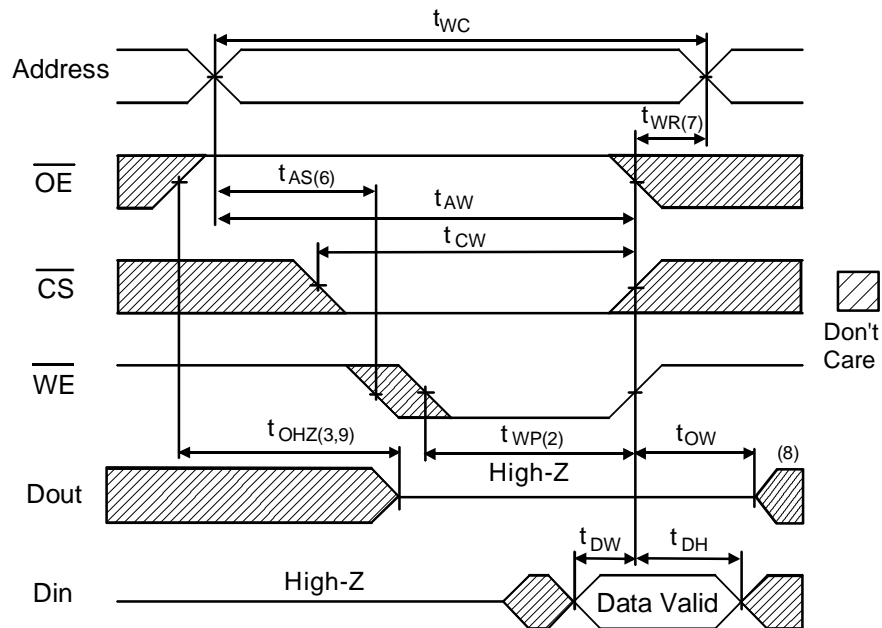 tWC
Address
tWR(7)
OE
tAS(6)
tAW
tCW
CS
Don't
Care
WE
tOHZ(3,9)
tWP(2)
tOW
(8)
High-Z
Dout
tDW
tDH
High-Z
Din
Data Valid